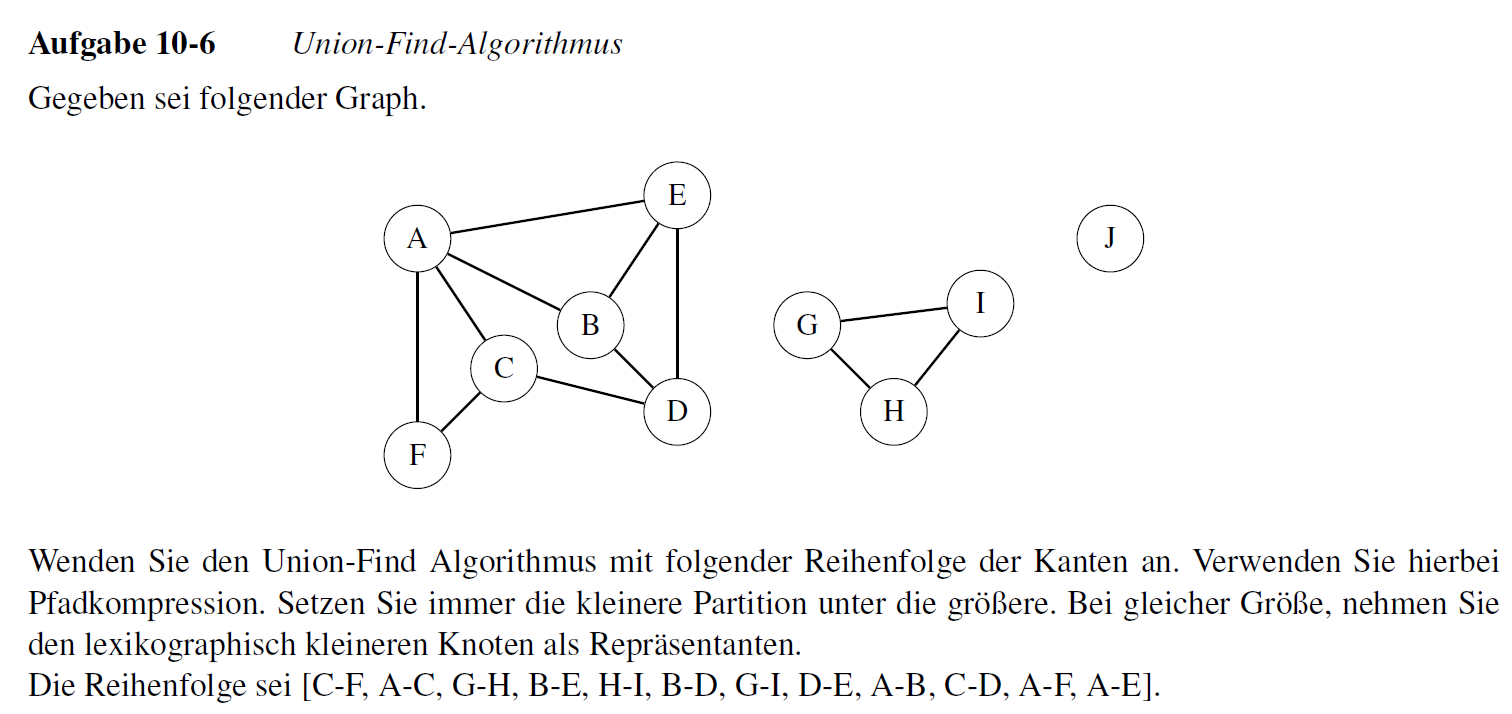 Aufgabe 10-6 Union-Find-Algorithmus
Gegeben sei folgender Graph.
E
A
J
I
B
G
C
D
H
F
Wenden Sie den Union-Find Algorithmus mit folgender Reihenfolge der Kanten an. Verwenden Sie hierbei
Pfadkompression. Setzen Sie immer die kleinere Partition unter die größere. Bei gleicher Größe, nehmen Sie
den lexikographisch kleineren Knoten als Repräsentanten.
Die Reihenfolge sei [C-F, A-C, G-H, B-E, H-I, B-D, G-I, D-E, A-B, C-D, A-F, A-E].